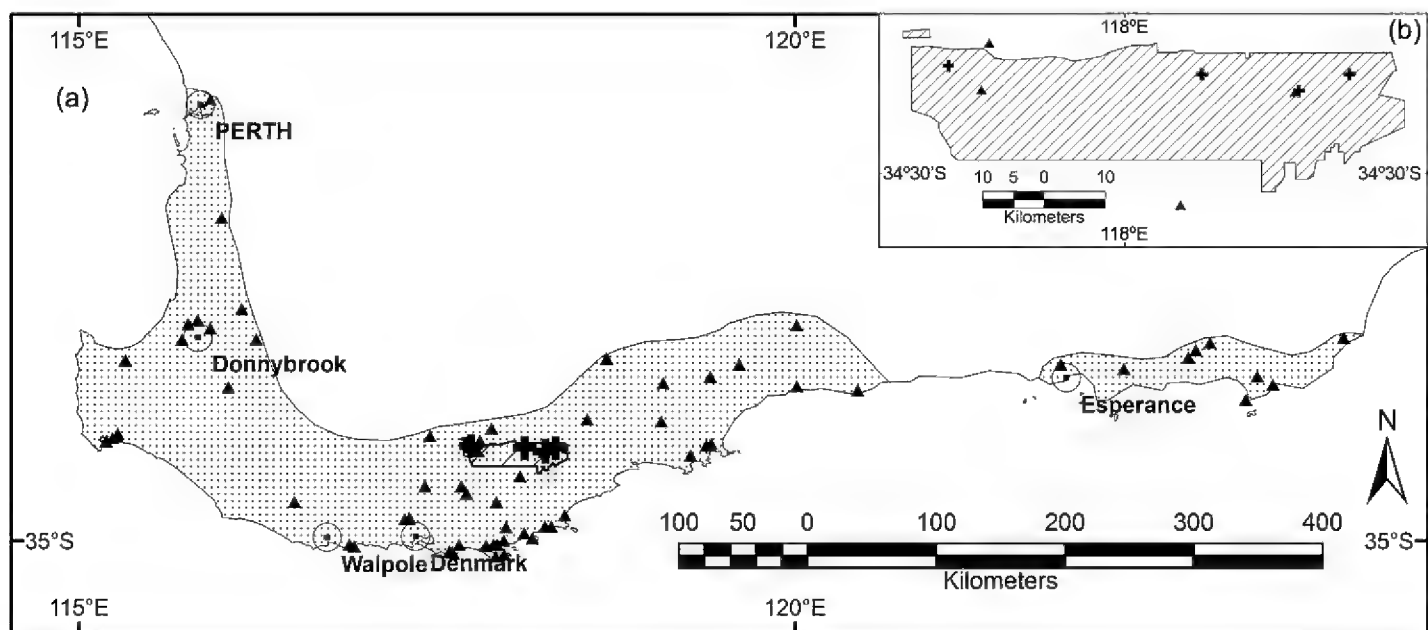 115°E
120°E
(a)
PERTH
Donnybrook
Walpole
Denmark
Esperance
35°S
35°S
100 50 0 100 200 300 400
Kilometers
N
115°E
120°E
(b)
118°E
34°30'S
34°30'S
10 5 0 10
Kilometers
118°E